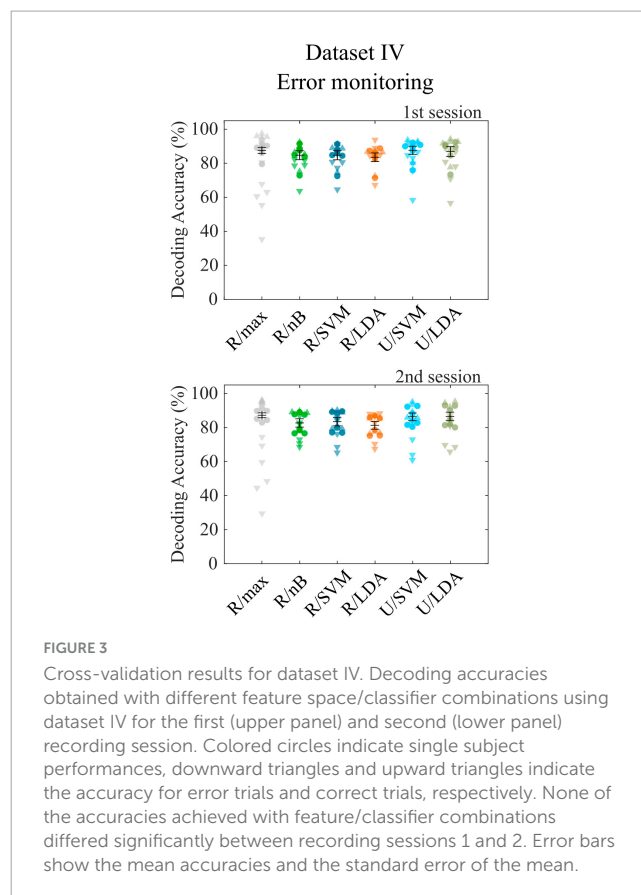 Dataset IV
Error monitoring
1st session
Decoding Accuracy (%)
100
80
60
40
20
0
R/max
R/nB
R/SVM
R/LDA
U/SVM
U/LDA
2nd session
Decoding Accuracy (%)
100
80
60
40
20
0
R/max
R/nB
R/SVM
R/LDA
U/SVM
U/LDA
FIGURE 3
Cross-validation results for dataset IV. Decoding accuracies
obtained with different feature space/classifier combinations using
dataset IV for the first (upper panel) and second (lower panel)
recording session. Colored circles indicate single subject
performances, downward triangles and upward triangles indicate
the accuracy for error trials and correct trials, respectively. None of
the accuracies achieved with feature/classifier combinations
differed significantly between recording sessions 1 and 2. Error bars
show the mean accuracies and the standard error of the mean.